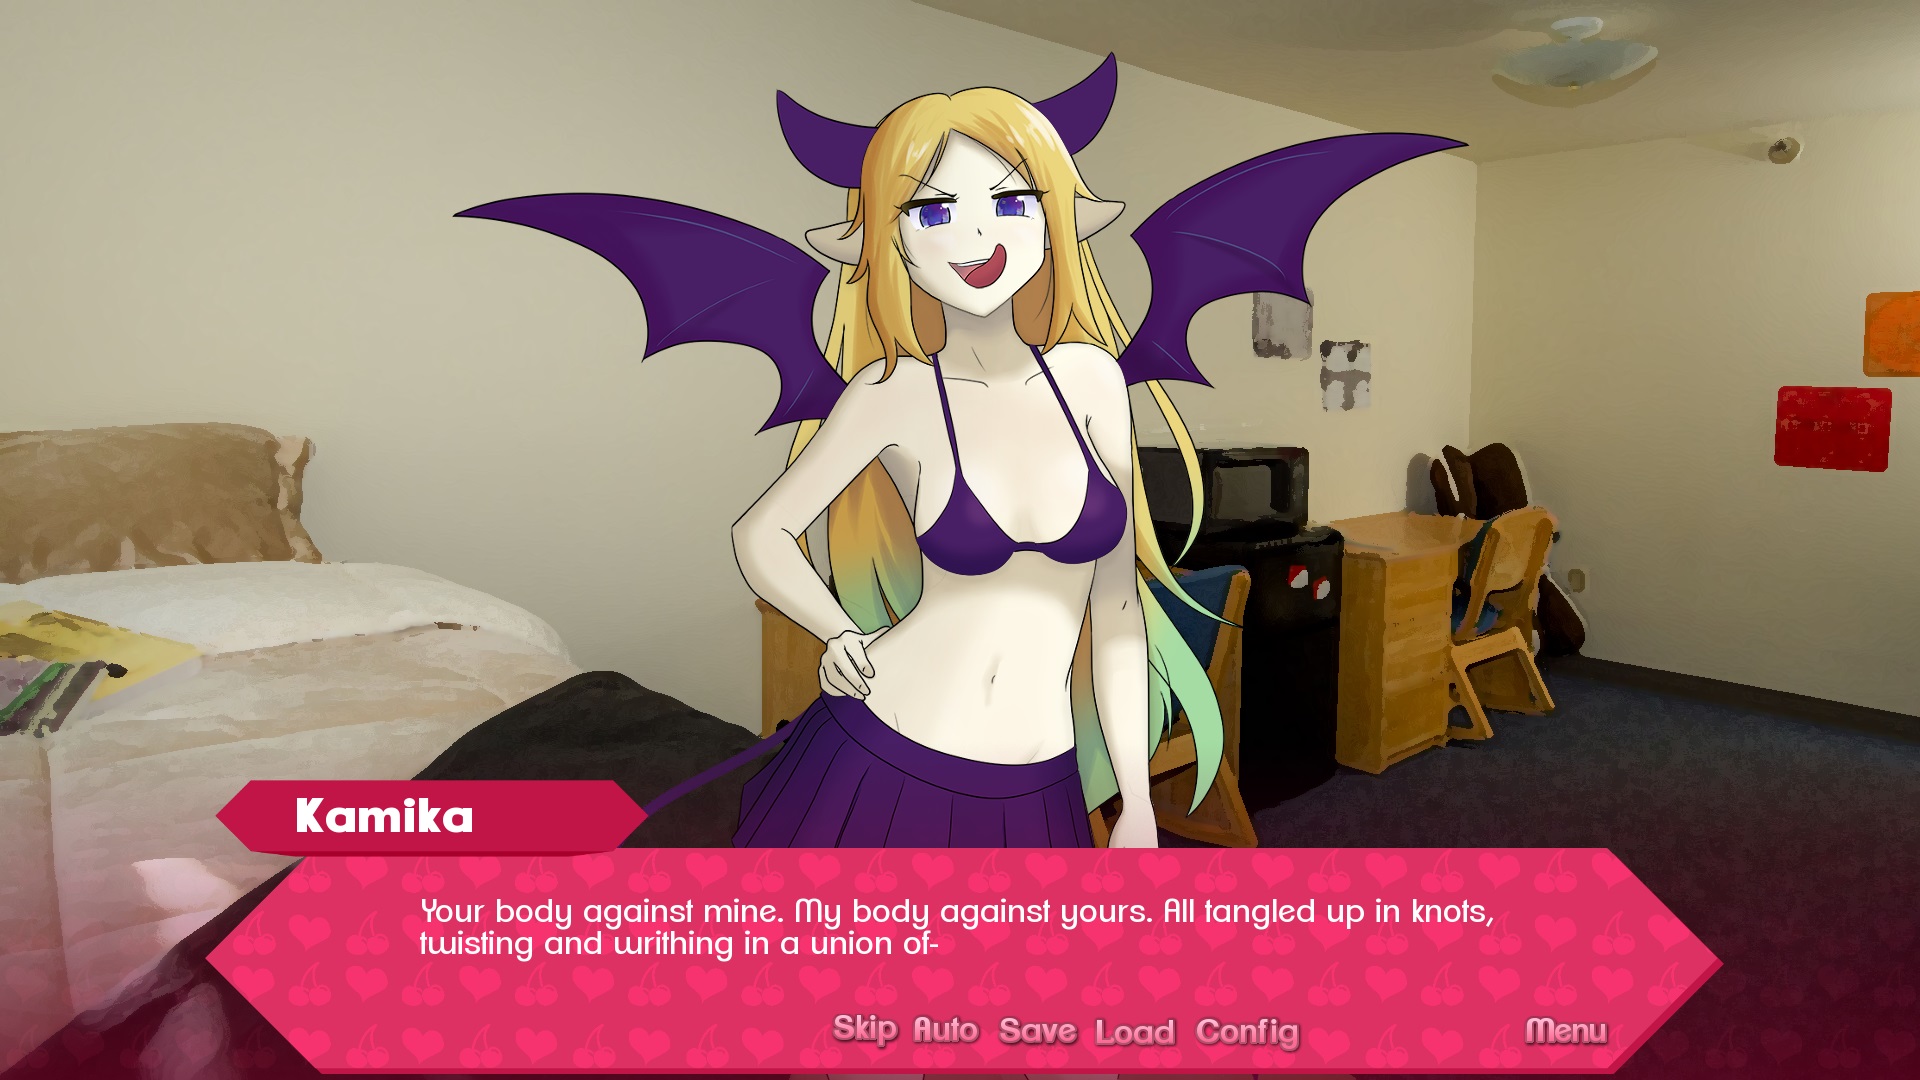 Kamika
Your body against mine. My body against yours. All tangled up in knots,
twisting and writhing in a union of-
Skip Auto Save Load Config Menu